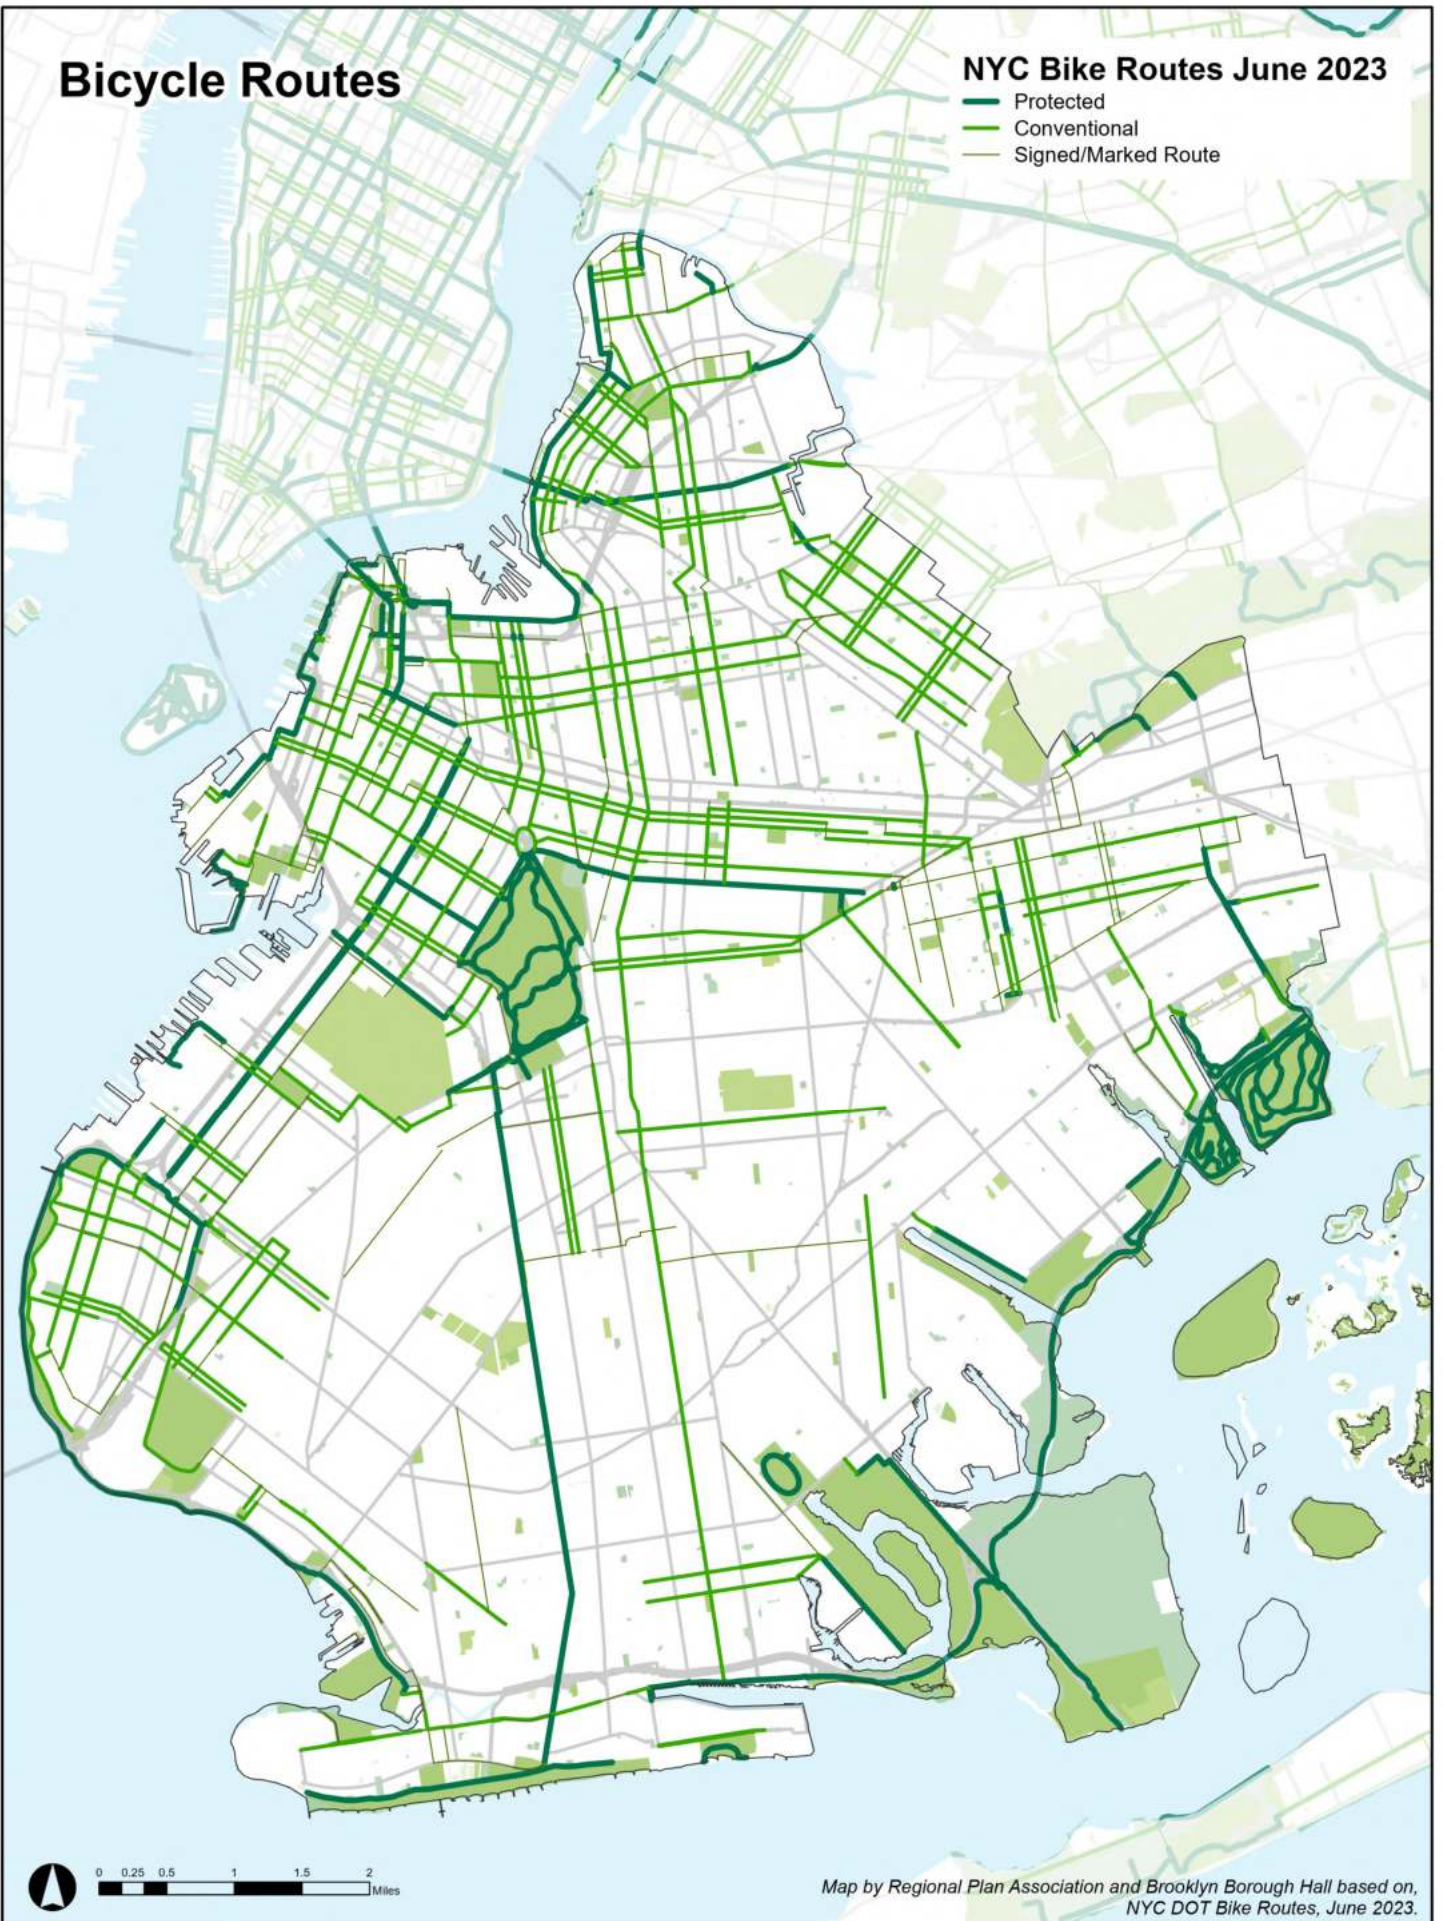 Bicycle Routes
NYC Bike Routes June 2023
Protected
Conventional
Signed/Marked Route
0 0.25 0.5 1 1.5 2
Miles
Map by Regional Plan Association and Brooklyn Borough Hall based on,
NYC DOT Bike Routes, June 2023.